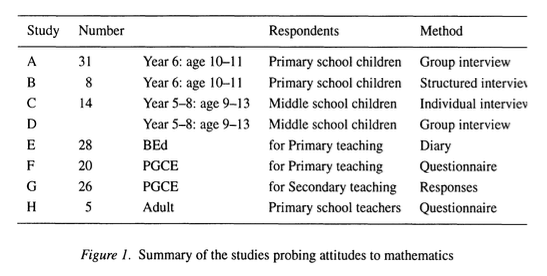 Study Number Respondents Method
A 31 Year 6: age 10–11 Primary school children Group interview
B 8 Year 6: age 10–11 Primary school children Structured interview
C 14 Year 5–8: age 9–13 Middle school children Individual interview
D Year 5–8: age 9–13 Middle school children Group interview
E 28 BEd for Primary teaching Diary
F 20 PGCE for Primary teaching Questionnaire
G 26 PGCE for Secondary teaching Responses
H 5 Adult Primary school teachers Questionnaire
Figure 1. Summary of the studies probing attitudes to mathematics